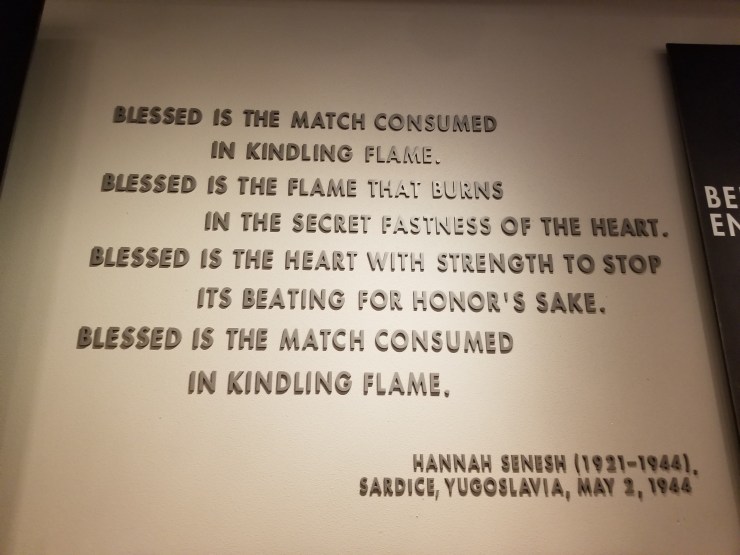 BLESSED IS THE MATCH CONSUMED
IN KINDLING FLAME.
BLESSED IS THE FLAME THAT BURNS
IN THE SECRET FASTNESS OF THE HEART.
BLESSED IS THE HEART WITH STRENGTH TO STOP
ITS BEATING FOR HONOR'S SAKE.
BLESSED IS THE MATCH CONSUMED
IN KINDLING FLAME.
HANNAH SENESH (1921-1944),
SARDICE, YUGOSLAVIA, MAY 2, 1944
BE
EN